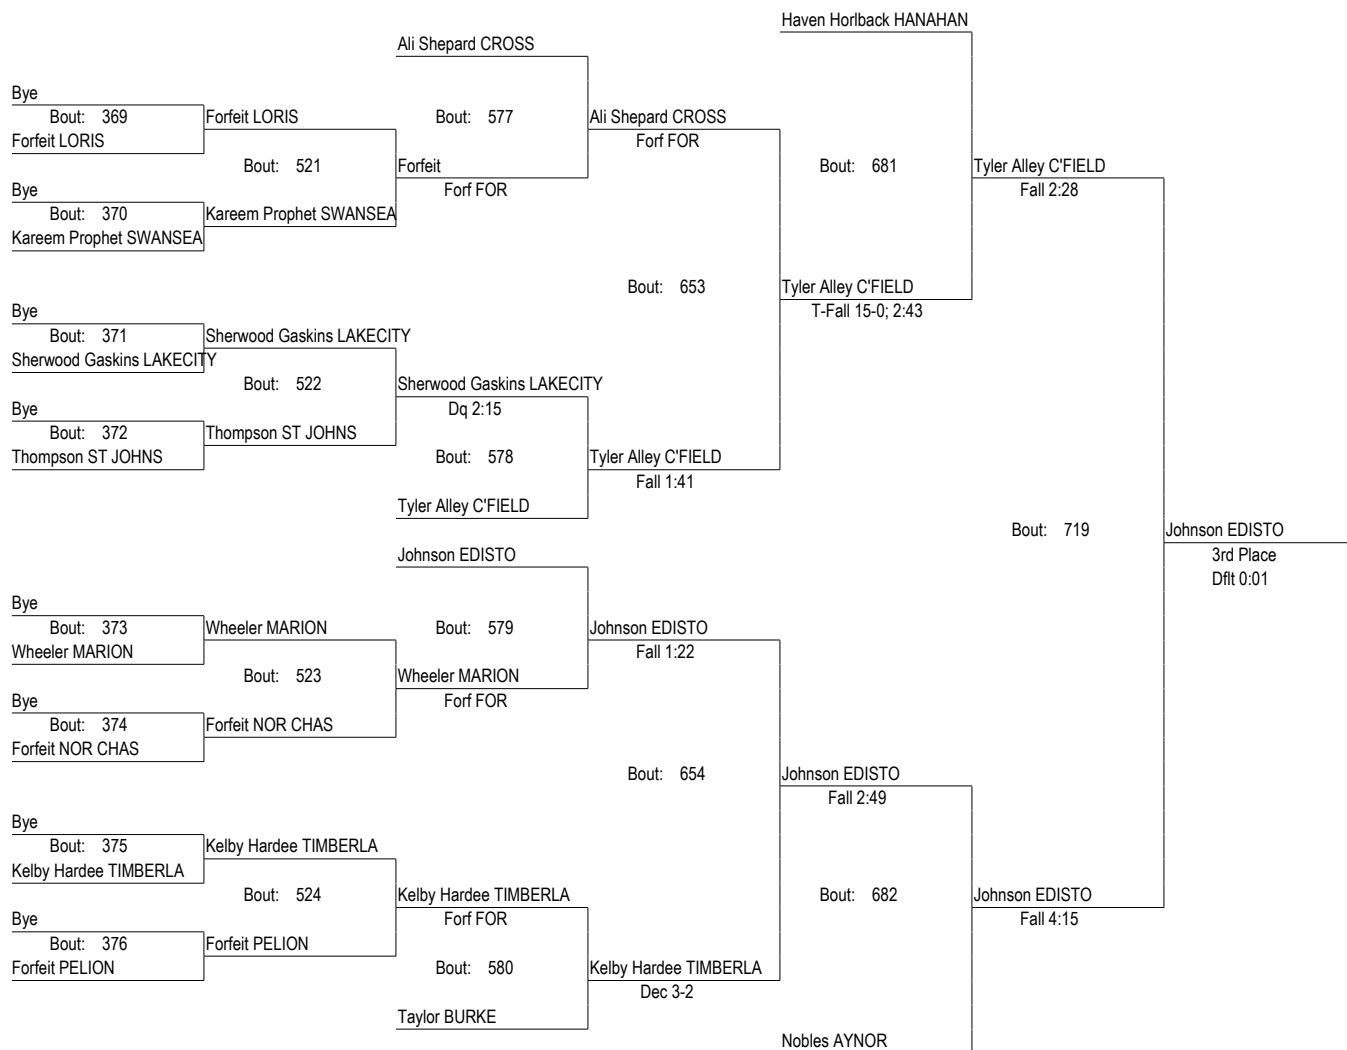 Haven Horlback HANAHAN
Ali Shepard CROSS
Bye
Bout: 369
Forfeit LORIS
Bout: 577
Ali Shepard CROSS
Forfeit LORIS
Forf FOR
Bout: 521
Forfeit
Bout: 681
Tyler Alley C'FIELD
Bye
Forf FOR
Fall 2:28
Bout: 370
Kareem Prophet SWANSEA
Kareem Prophet SWANSEA
Bout: 653
Tyler Alley C'FIELD
Bye
T-Fall 15-0; 2:43
Bout: 371
Sherwood Gaskins LAKECITY
Sherwood Gaskins LAKECITY
Bout: 522
Sherwood Gaskins LAKECITY
Bye
Dq 2:15
Bout: 372
Thompson ST JOHNS
Thompson ST JOHNS
Bout: 578
Tyler Alley C'FIELD
Fall 1:41
Tyler Alley C'FIELD
Bout: 719
Johnson EDISTO
Johnson EDISTO
3rd Place
Dflt 0:01
Bye
Bout: 373
Wheeler MARION
Bout: 579
Johnson EDISTO
Wheeler MARION
Fall 1:22
Bout: 523
Wheeler MARION
Bye
Forf FOR
Bout: 374
Forfeit NOR CHAS
Forfeit NOR CHAS
Bout: 654
Johnson EDISTO
Fall 2:49
Bye
Bout: 375
Kelby Hardee TIMBERLA
Kelby Hardee TIMBERLA
Bout: 524
Kelby Hardee TIMBERLA
Bout: 682
Johnson EDISTO
Bye
Forf FOR
Fall 4:15
Bout: 376
Forfeit PELION
Forfeit PELION
Bout: 580
Kelby Hardee TIMBERLA
Dec 3-2
Taylor BURKE
Nobles AYNOR